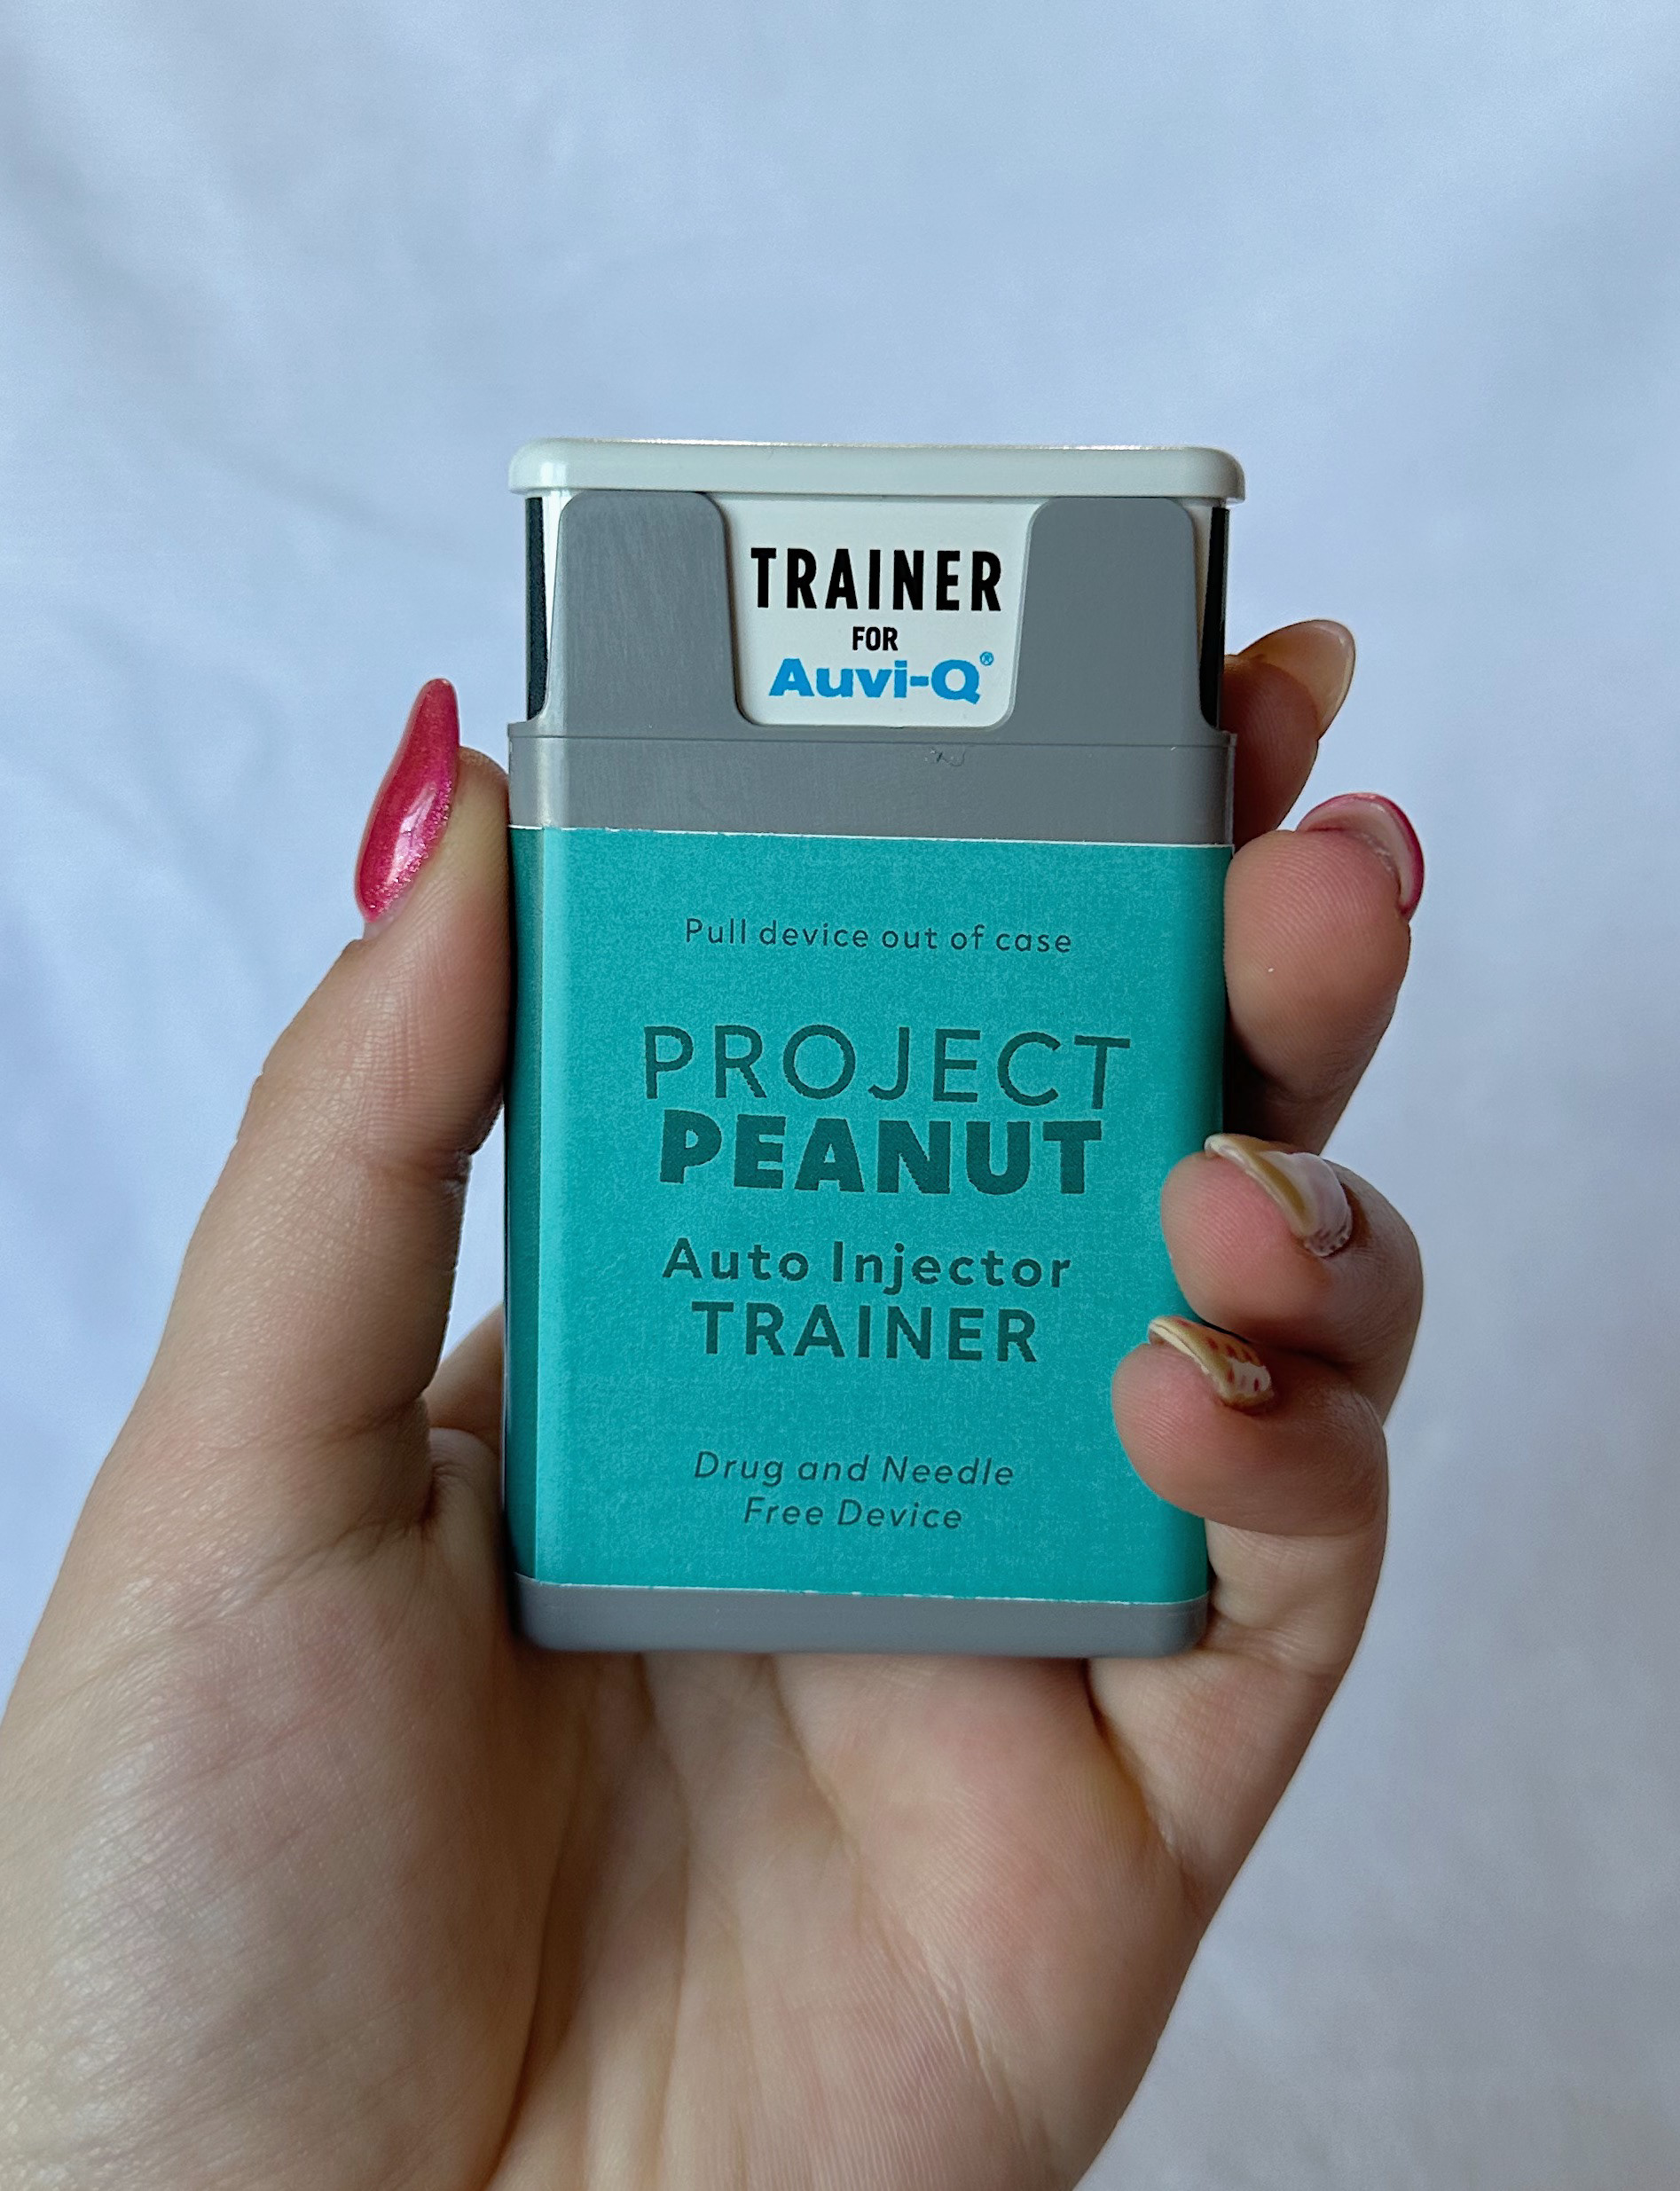 TRAINER
FOR
Auvi-Q®
Pull device out of case
PROJECT
PEANUT
Auto Injector
TRAINER
Drug and Needle
Free Device